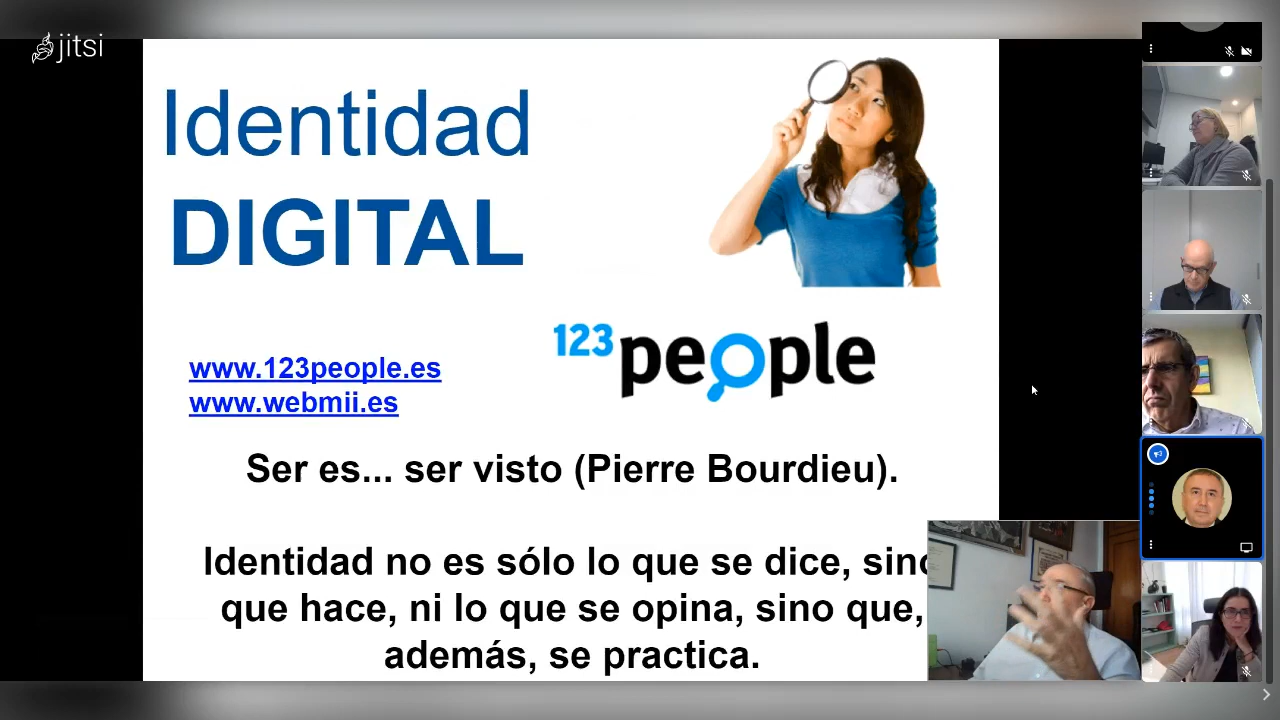 jitsi
Identidad
DIGITAL
123people
www.123people.es
www.webmii.es
Ser es... ser visto (Pierre Bourdieu).
Identidad no es sólo lo que se dice, sino
que hace, ni lo que se opina, sino que,
además, se practica.